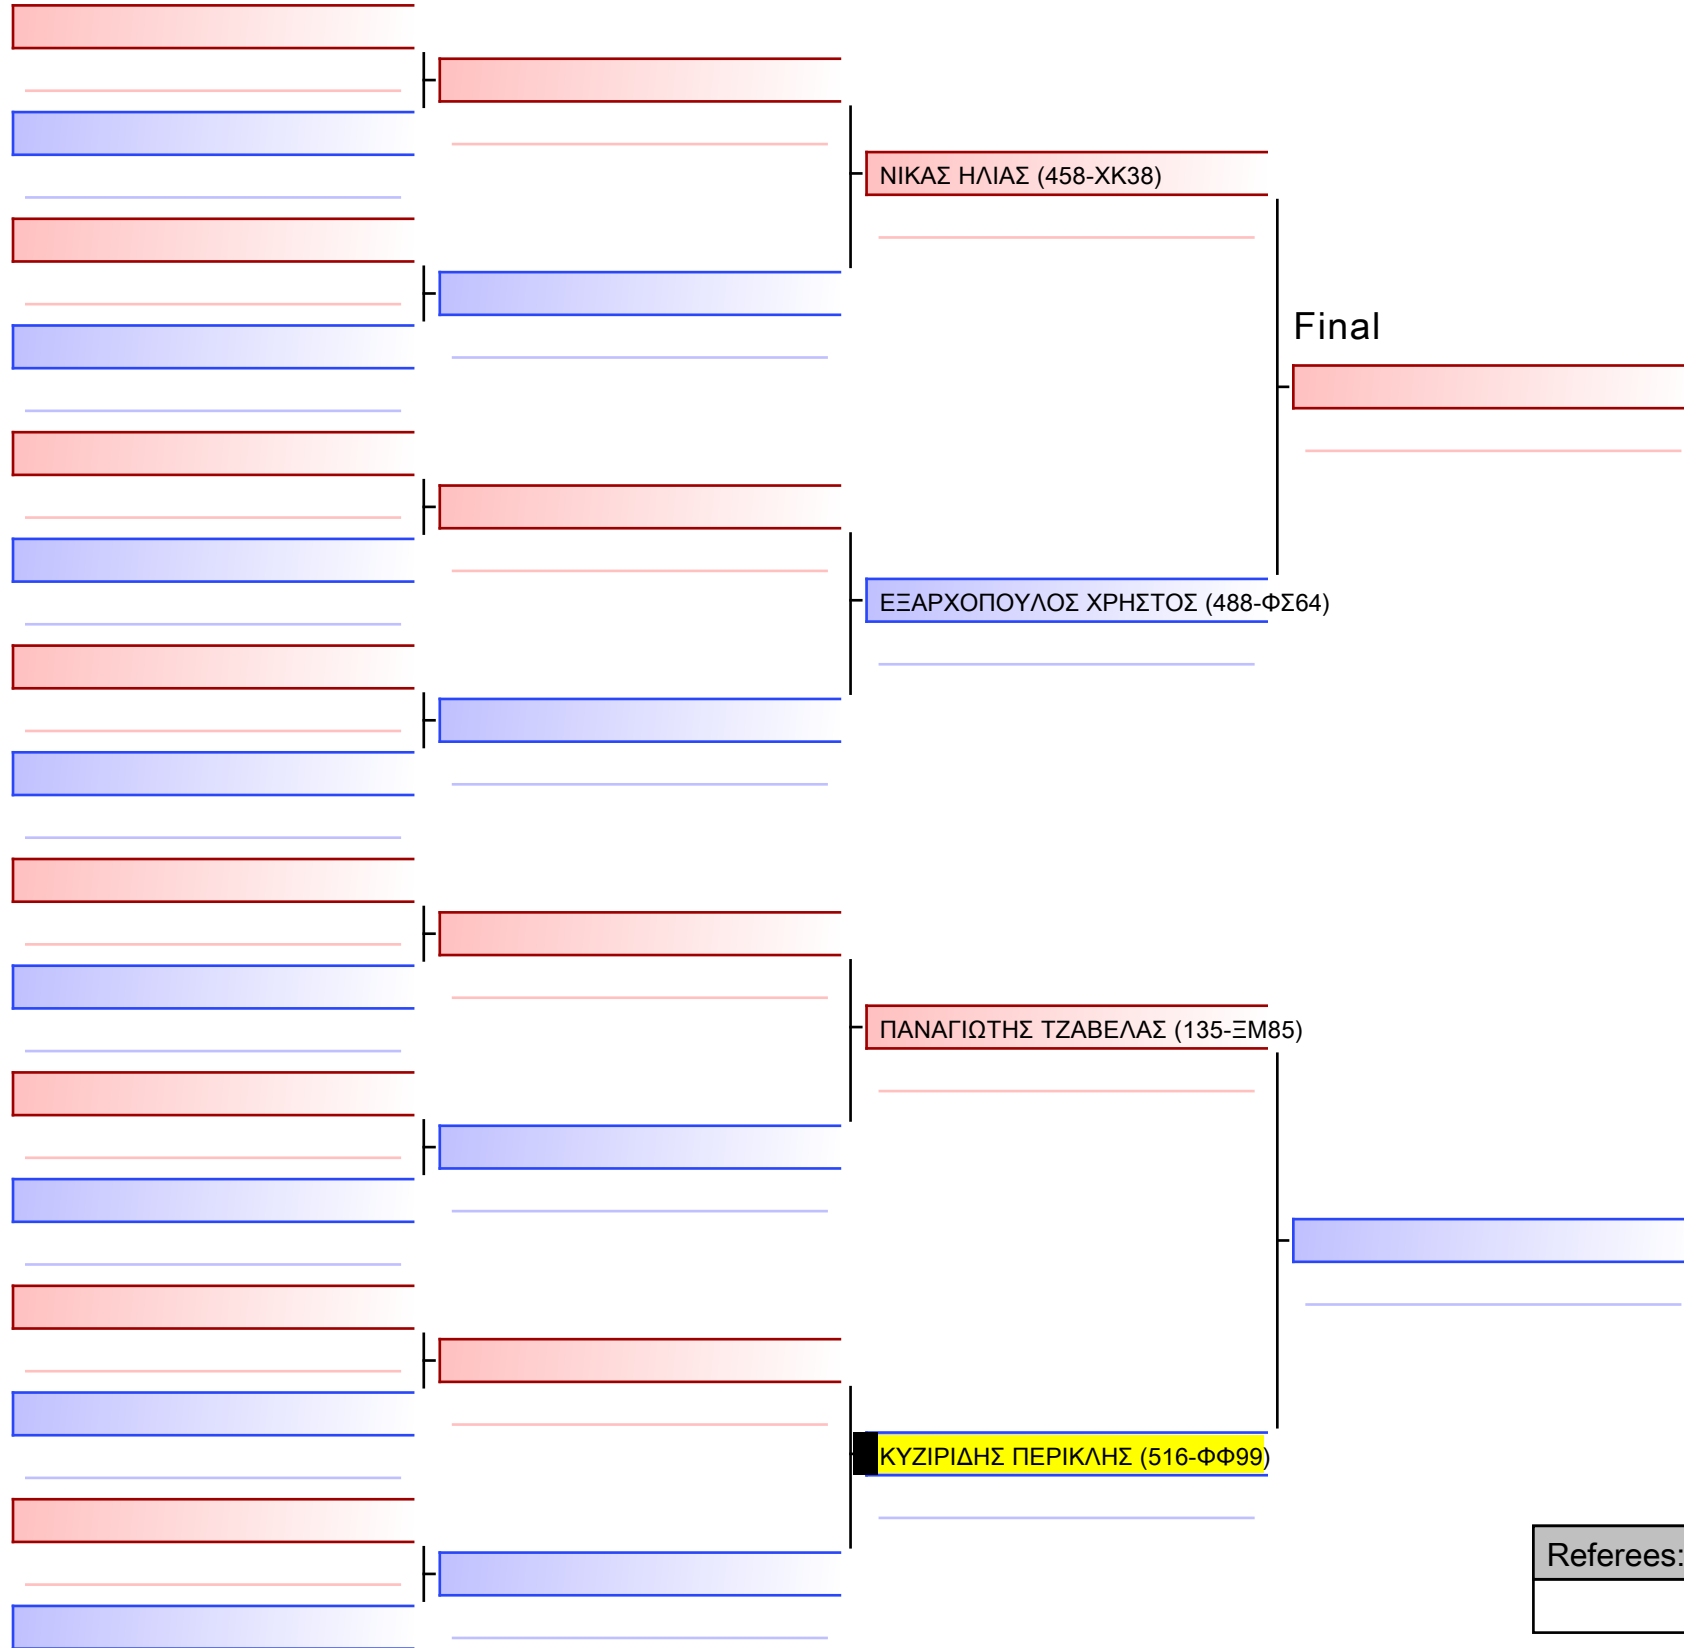 ΝΙΚΑΣ ΗΛΙΑΣ (458-ΧΚ38)
Final
ΕΞΑΡΧΟΠΟΥΛΟΣ ΧΡΗΣΤΟΣ (488-ΦΣ64)
ΠΑΝΑΓΙΩΤΗΣ ΤΖΑΒΕΛΑΣ (135-ΞΜ85)
ΚΥΖΙΡΙΔΗΣ ΠΕΡΙΚΛΗΣ (516-ΦΦ99)
Referees: